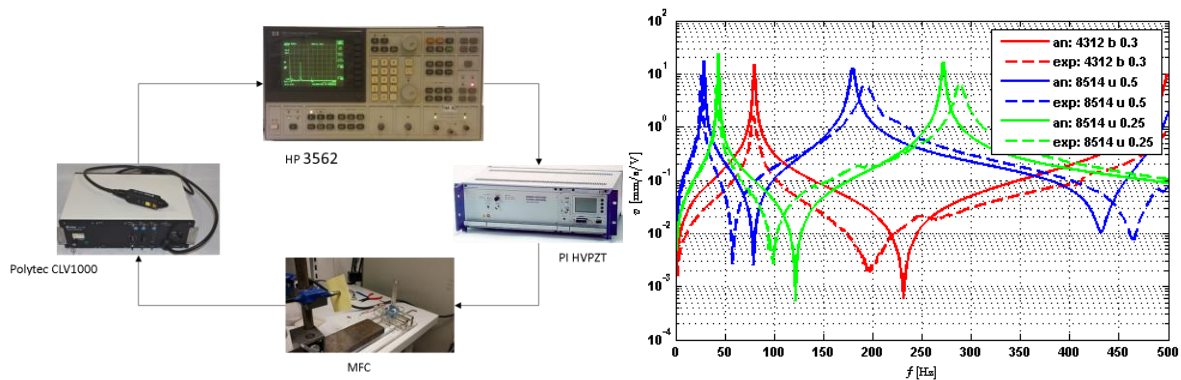 HP 3562
Polytec CLV1000
PI HVPZT
MFC
10^2
10^1
10^0
10^-1
10^-2
10^-3
10^-4
v [mm/s/V]
0 50 100 150 200 250 300 350 400 450 500
f [Hz]
an: 4312 b 0.3
exp: 4312 b 0.3
an: 8514 u 0.5
exp: 8514 u 0.5
an: 8514 u 0.25
exp: 8514 u 0.25